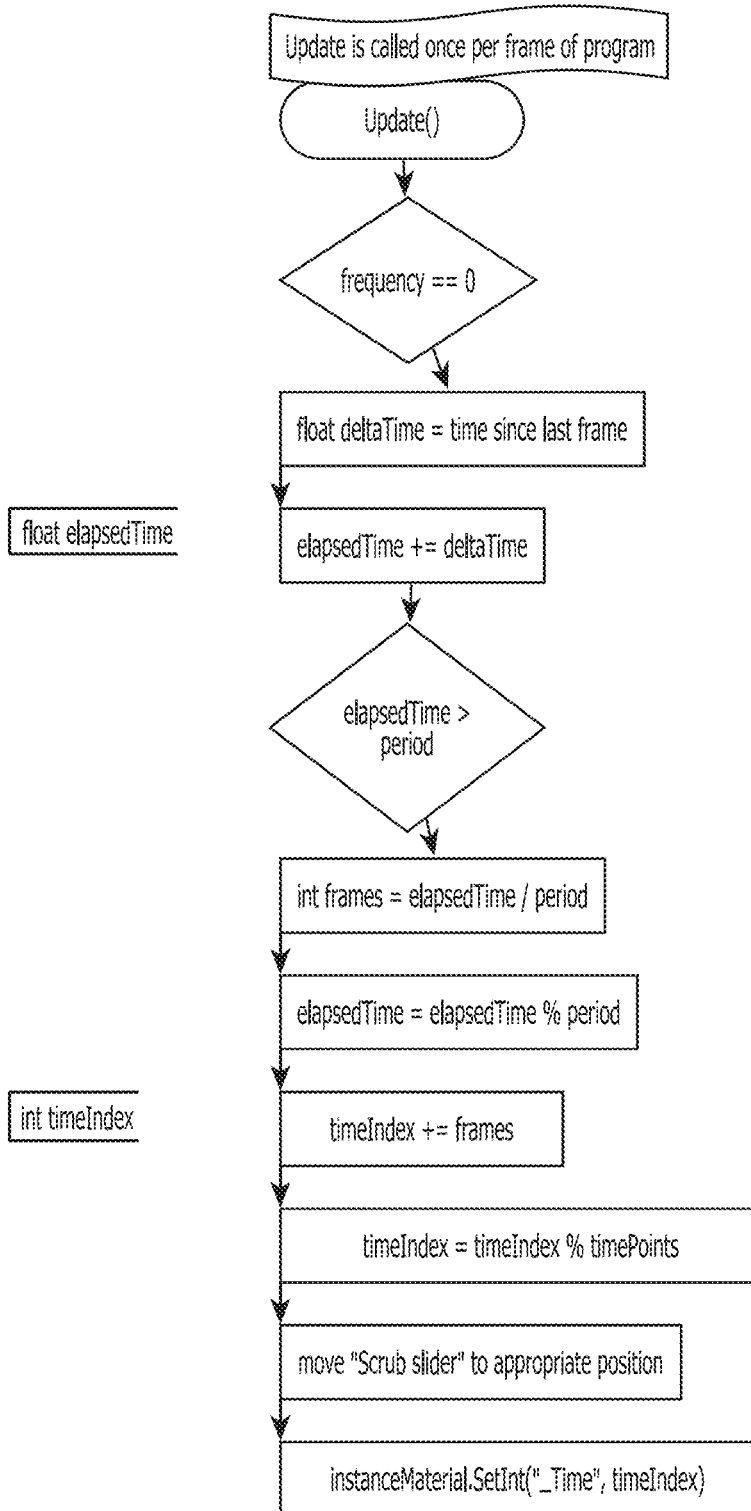 Update is called once per frame of program
Update()
frequency == 0
float deltaTime = time since last frame
float elapsedTime
elapsedTime += deltaTime
elapsedTime >
period
int frames = elapsedTime / period
elapsedTime = elapsedTime % period
int timeIndex
timeIndex += frames
timeIndex = timeIndex % timePoints
move "Scrub slider" to appropriate position
instanceMaterial.SetInt("_Time", timeIndex)